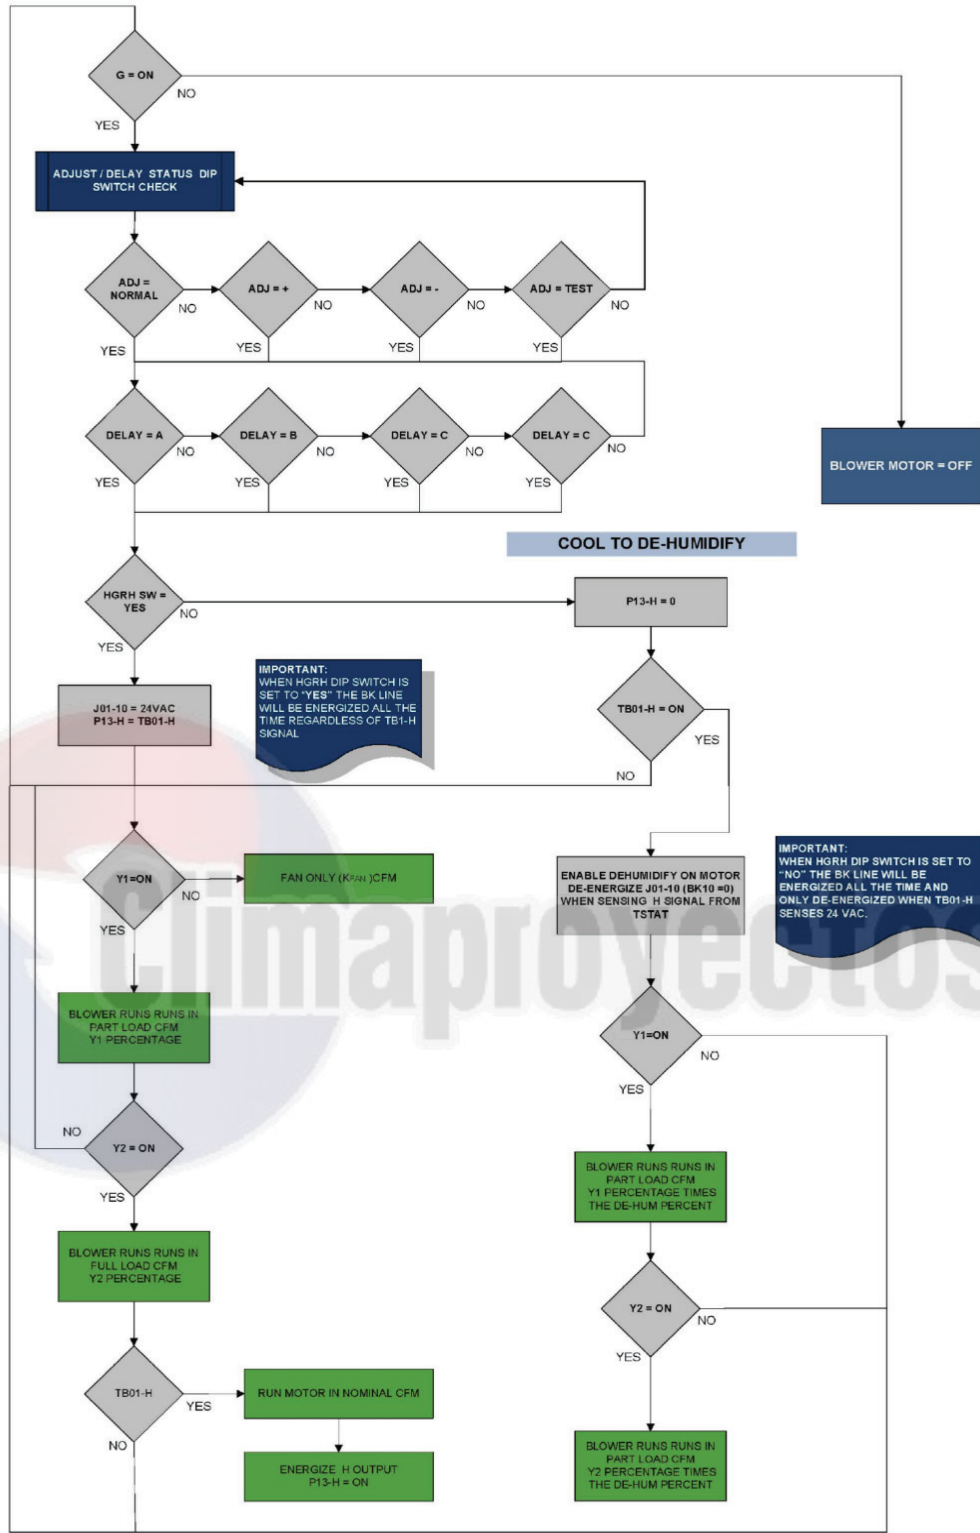 G = ON
NO
YES
ADJUST / DELAY STATUS DIP
SWITCH CHECK
ADJ =
NORMAL
NO
YES
ADJ = +
NO
YES
ADJ = -
NO
YES
ADJ = TEST
NO
YES
DELAY = A
NO
YES
DELAY = B
NO
YES
DELAY = C
NO
YES
DELAY = C
NO
YES
BLOWER MOTOR = OFF
COOL TO DE-HUMIDIFY
HGRH SW =
YES
NO
YES
P13-H = 0
J01-10 = 24VAC
P13-H = TB01-H
IMPORTANT:
WHEN HGRH DIP SWITCH IS
SET TO “YES” THE BK LINE
WILL BE ENERGIZED ALL THE
TIME REGARDLESS OF TB1-H
SIGNAL
TB01-H = ON
YES
NO
Y1=ON
NO
YES
FAN ONLY (KFAN )CFM
ENABLE DEHUMIDIFY ON MOTOR
DE-ENERGIZE J01-10 (BK10 =0)
WHEN SENSING H SIGNAL FROM
TSTAT
IMPORTANT:
WHEN HGRH DIP SWITCH IS SET TO
“NO” THE BK LINE WILL BE
ENERGIZED ALL THE TIME AND
ONLY DE-ENERGIZED WHEN TB01-H
SENSES 24 VAC.
Climaproyectos
BLOWER RUNS RUNS IN
PART LOAD CFM
Y1 PERCENTAGE
Y1=ON
NO
YES
Y2 = ON
NO
YES
BLOWER RUNS RUNS IN
PART LOAD CFM
Y1 PERCENTAGE TIMES
THE DE-HUM PERCENT
BLOWER RUNS RUNS IN
FULL LOAD CFM
Y2 PERCENTAGE
Y2 = ON
NO
YES
TB01-H
YES
NO
RUN MOTOR IN NOMINAL CFM
ENERGIZE H OUTPUT
P13-H = ON
BLOWER RUNS RUNS IN
PART LOAD CFM
Y2 PERCENTAGE TIMES
THE DE-HUM PERCENT